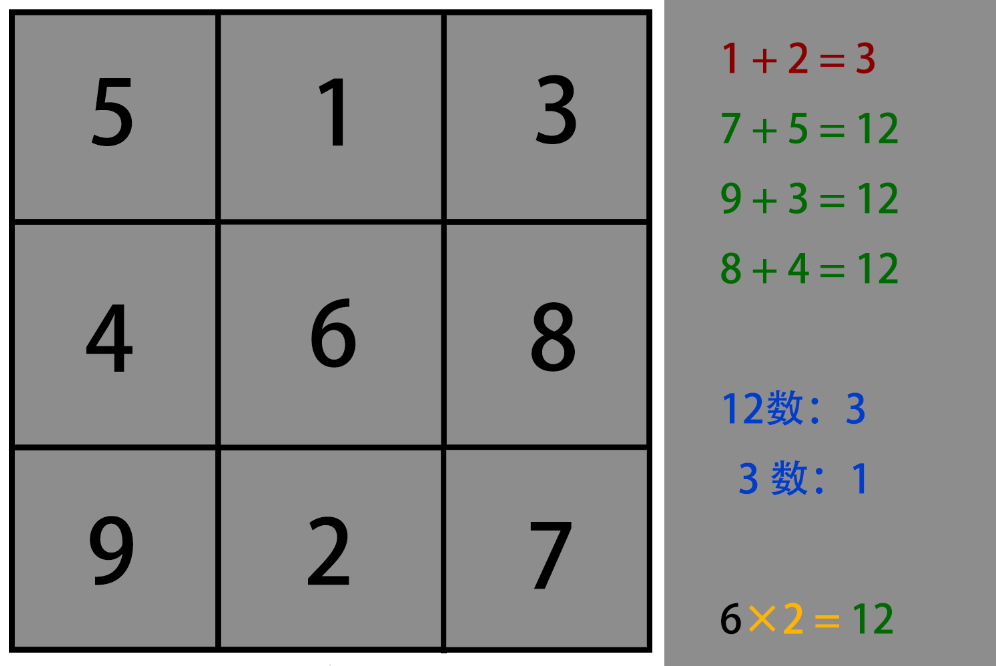 5 1 3
4 6 8
9 2 7
1 + 2 = 3
7 + 5 = 12
9 + 3 = 12
8 + 4 = 12
12数：3
3 数：1
6×2 = 12